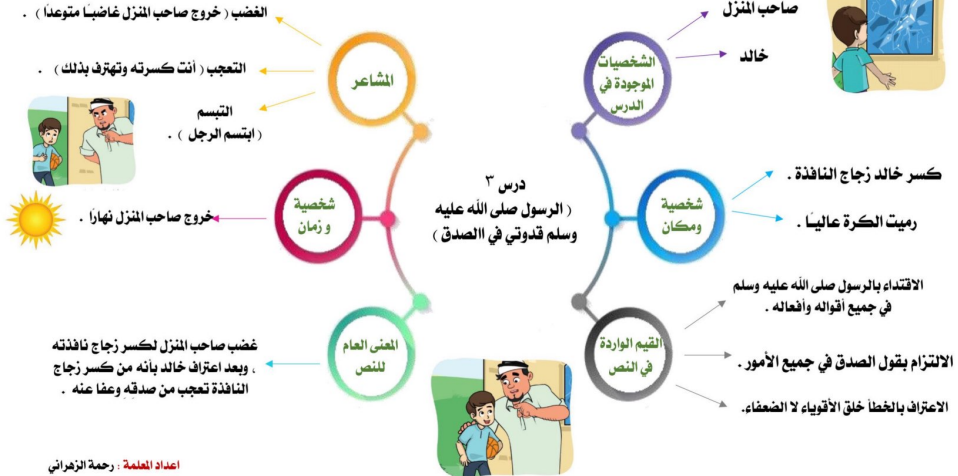 صاحب المنزل
خالد
الشخصيات
الموجودة في
الدرس
الغضب ( خروج صاحب المنزل غاضبـا متوعدًا ) .
التعجب ( أنت كسرته وتهترف بذلك ) .
التبسم
( ابتسم الرجل ) .
المشاعر
درس ٣
( الرسول صلى الله عليه
وسلم قدوتي في االصدق )
كسر خالد زجاج النافذة .
رميت الكرة عاليـا .
شخصية
ومكان
خروج صاحب المنزل نهارًا .
شخصية
و زمان
الاقتداء بالرسول صلى الله عليه وسلم
في جميع أقواله وأفعاله .
الالتزام بقول الصدق في جميع الأمور .
الاعتراف بالخطأ خلق الأقوياء لا الضعفاء.
القيم الواردة
في النص
المعنى العام
للنص
غضب صاحب المنزل لكسر زجاج نافذته
، وبعد اعتراف خالد بأنه من كسر زجاج
النافذة تعجب من صدقه وعفا عنه .
اعداد المعلمة : رحمة الزهراني